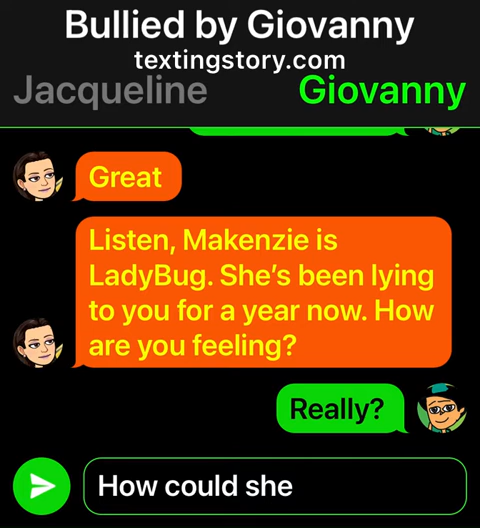 Bullied by Giovanny
textingstory.com
Jacqueline
Giovanny
Great
Listen, Makenzie is
LadyBug. She’s been lying
to you for a year now. How
are you feeling?
Really?
How could she